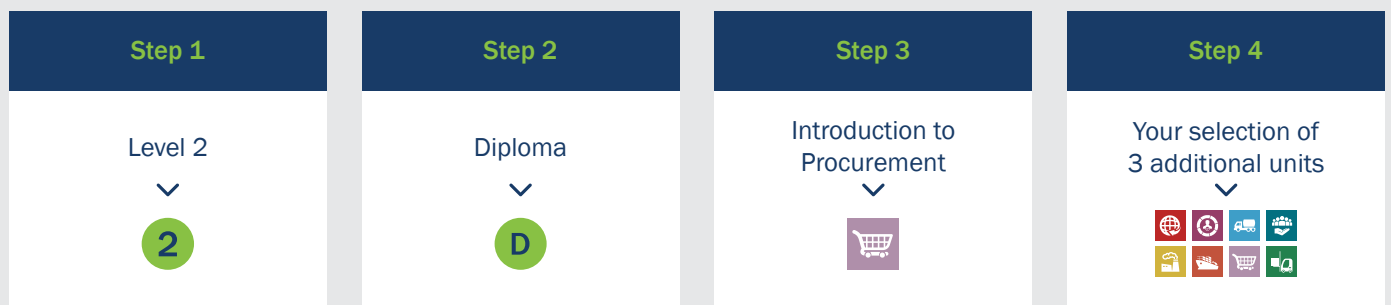 Step 1
Level 2
2
Step 2
Diploma
D
Step 3
Introduction to
Procurement
Step 4
Your selection of
3 additional units